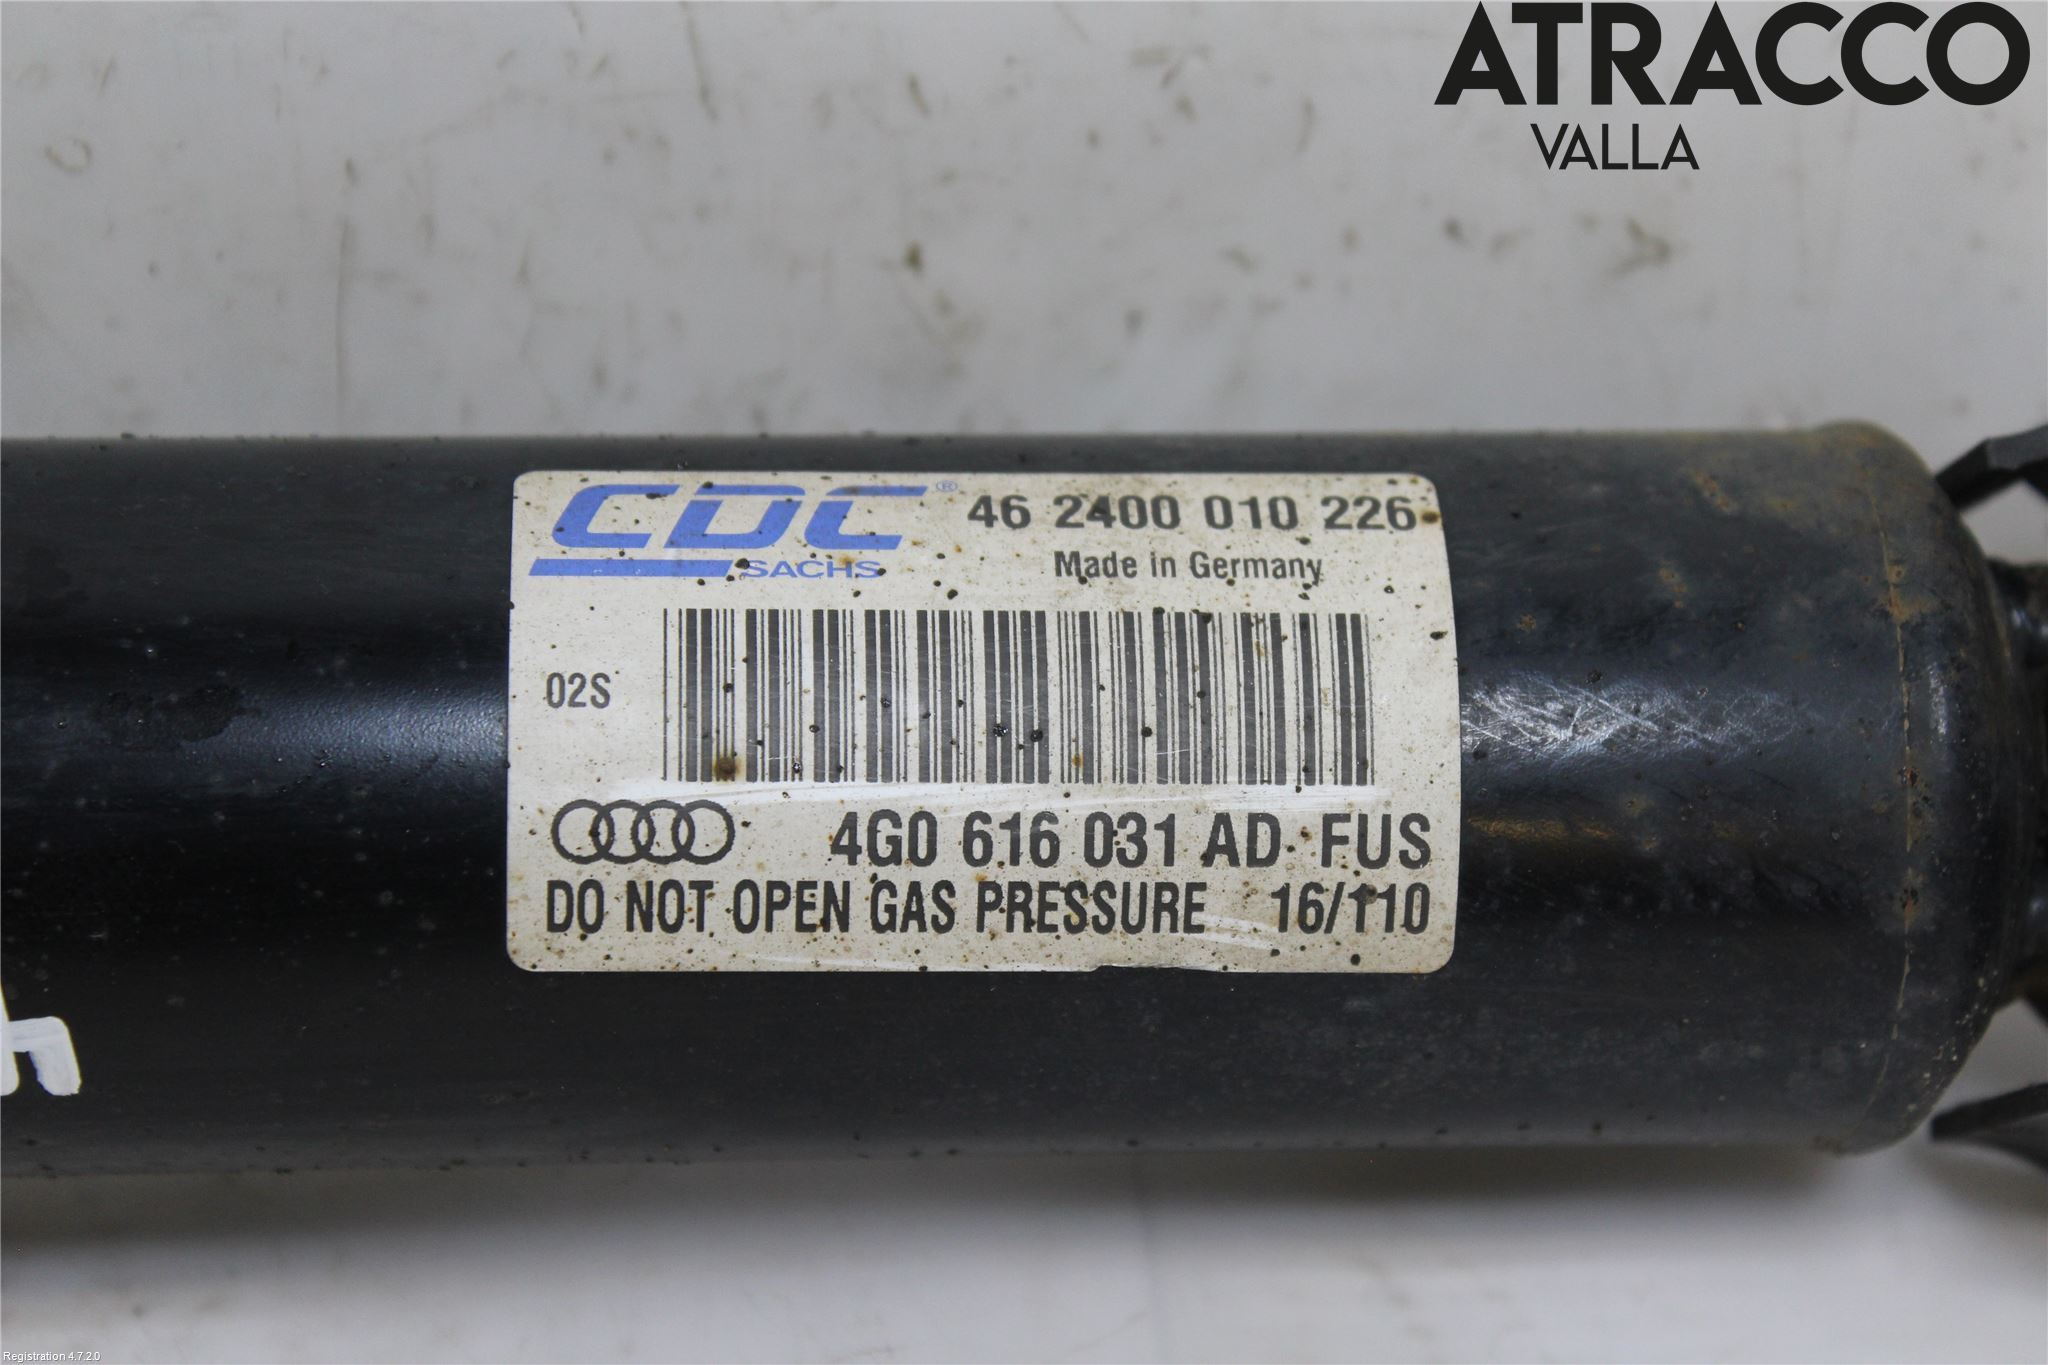 ATRACCO
VALLA
CDC® 46 2400 010 226
SACHS Made in Germany
02S
4G0 616 031 AD FUS
DO NOT OPEN GAS PRESSURE 16/110
Registration 4.7.2.0